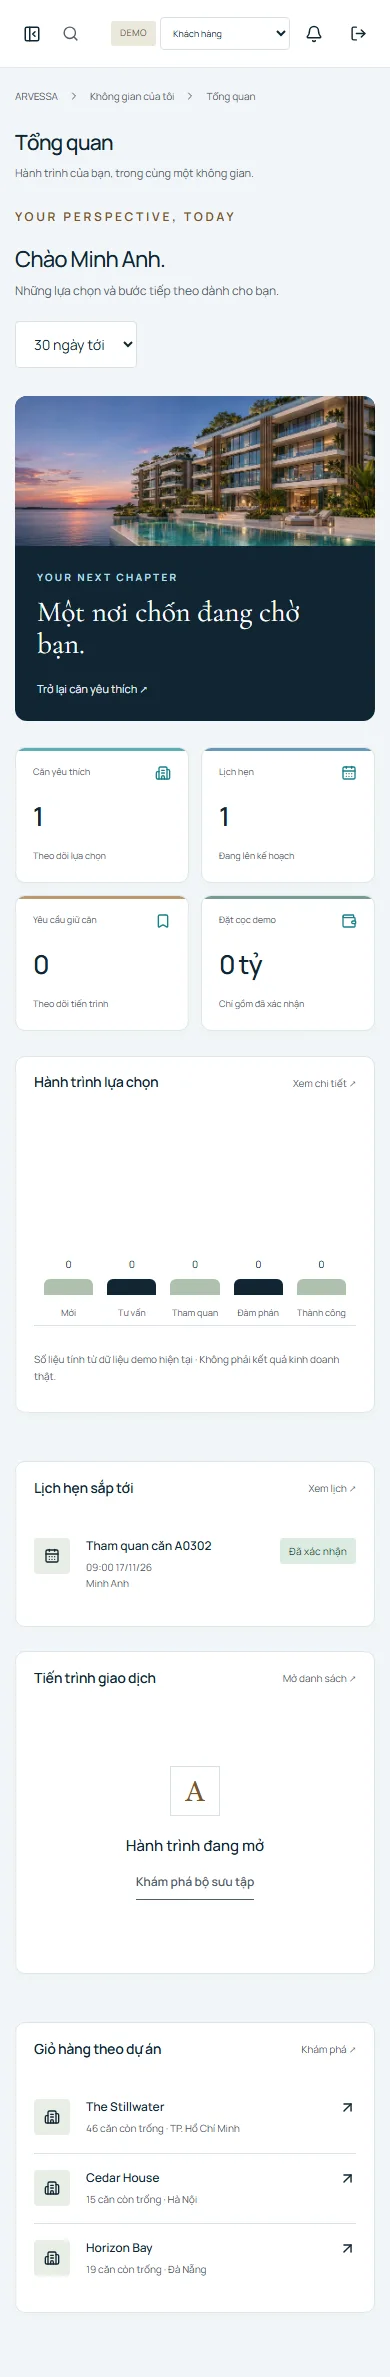 DEMO
Khách hàng
ARVESSA > Không gian của tôi > Tổng quan
Tổng quan
Hành trình của bạn, trong cùng một không gian.
YOUR PERSPECTIVE, TODAY
Chào Minh Anh.
Những lựa chọn và bước tiếp theo dành cho bạn.
30 ngày tới
YOUR NEXT CHAPTER
Một nơi chốn đang chờ
bạn.
Trở lại căn yêu thích ↗
Căn yêu thích
1
Theo dõi lựa chọn
Lịch hẹn
1
Đang lên kế hoạch
Yêu cầu giữ căn
0
Theo dõi tiến trình
Đặt cọc demo
0 tỷ
Chỉ gồm đã xác nhận
Hành trình lựa chọn
Xem chi tiết ↗
0 0 0 0 0
Mới Tư vấn Tham quan Đàm phán Thành công
Số liệu tính từ dữ liệu demo hiện tại · Không phải kết quả kinh doanh
thật.
Lịch hẹn sắp tới
Xem lịch ↗
Tham quan căn A0302
09:00 17/11/26
Minh Anh
Đã xác nhận
Tiến trình giao dịch
Mở danh sách ↗
A
Hành trình đang mở
Khám phá bộ sưu tập
Giỏ hàng theo dự án
Khám phá ↗
The Stillwater
46 căn còn trống · TP. Hồ Chí Minh
Cedar House
15 căn còn trống · Hà Nội
Horizon Bay
19 căn còn trống · Đà Nẵng